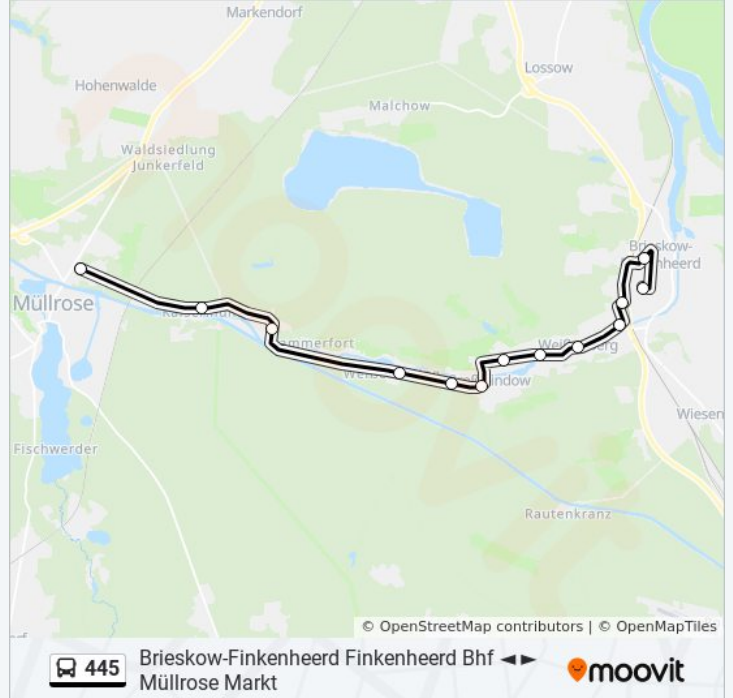 Markendorf
Lossow
Hohenwalde
Malchow
Waldsiedlung
Junkerfeld
Brieskow-
Müllrose
Fischwerder
Wiesen
Rautenkranz
© OpenStreetMap contributors | © OpenMapTiles
445
Brieskow-Finkenheerd Finkenheerd Bhf ◄►
Müllrose Markt
moovit